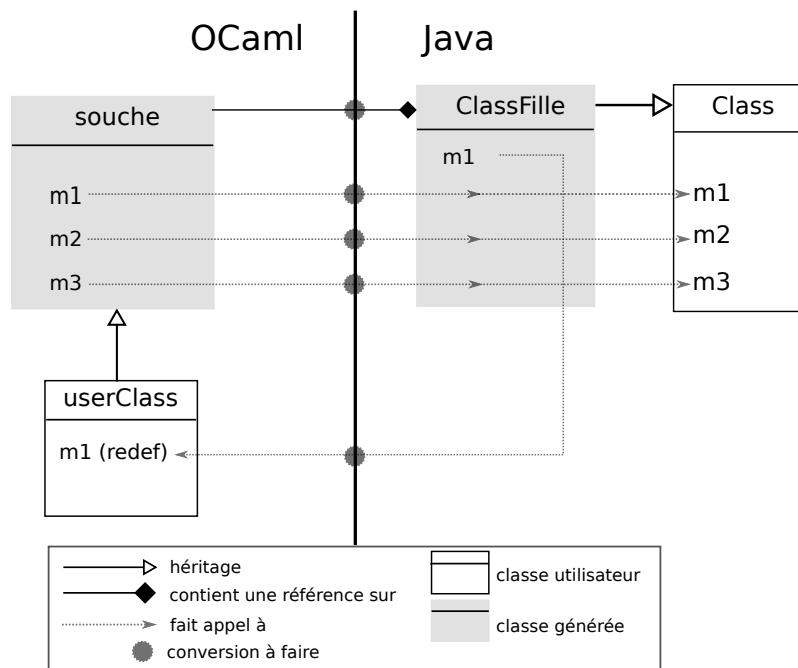 OCaml
Java
souche
m1
m2
m3
ClassFille
m1
Class
m1
m2
m3
userClass
m1 (redef)
héritage
contient une référence sur
fait appel à
conversion à faire
classe utilisateur
classe générée